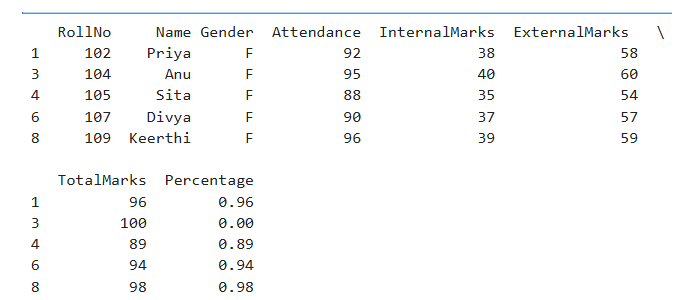 RollNo Name Gender Attendance InternalMarks ExternalMarks \
1 102 Priya F 92 38 58
3 104 Anu F 95 40 60
4 105 Sita F 88 35 54
6 107 Divya F 90 37 57
8 109 Keerthi F 96 39 59
TotalMarks Percentage
1 96 0.96
3 100 0.00
4 89 0.89
6 94 0.94
8 98 0.98